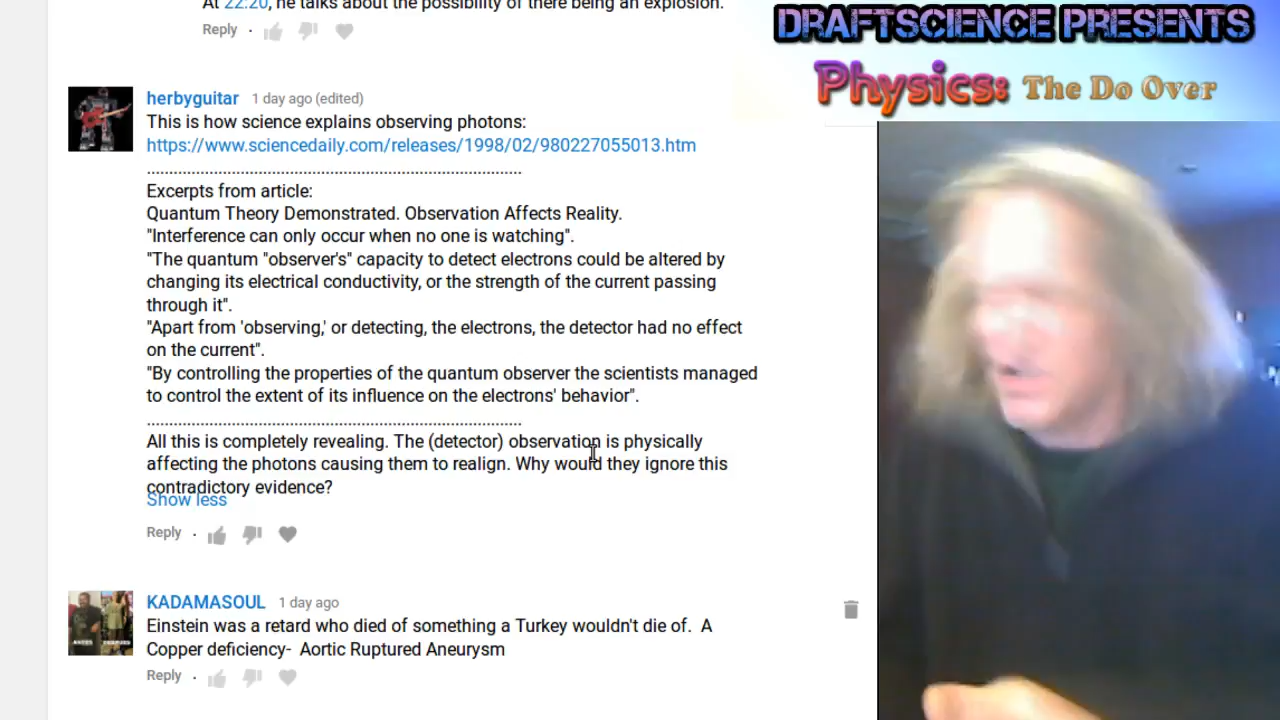 At 22:20, he talks about the possibility of there being an explosion.
Reply
DRAFTSCIENCE PRESENTS
Physics: The Do Over
herbyguitar 1 day ago (edited)
This is how science explains observing photons:
https://www.sciencedaily.com/releases/1998/02/980227055013.htm
...................................................................................
Excerpts from article:
Quantum Theory Demonstrated. Observation Affects Reality.
"Interference can only occur when no one is watching".
"The quantum "observer's" capacity to detect electrons could be altered by
changing its electrical conductivity, or the strength of the current passing
through it".
"Apart from 'observing,' or detecting, the electrons, the detector had no effect
on the current".
"By controlling the properties of the quantum observer the scientists managed
to control the extent of its influence on the electrons' behavior".
...................................................................................
All this is completely revealing. The (detector) observation is physically
affecting the photons causing them to realign. Why would they ignore this
contradictory evidence?
Show less
Reply
KADAMASOUL 1 day ago
Einstein was a retard who died of something a Turkey wouldn't die of. A
Copper deficiency- Aortic Ruptured Aneurysm
Reply